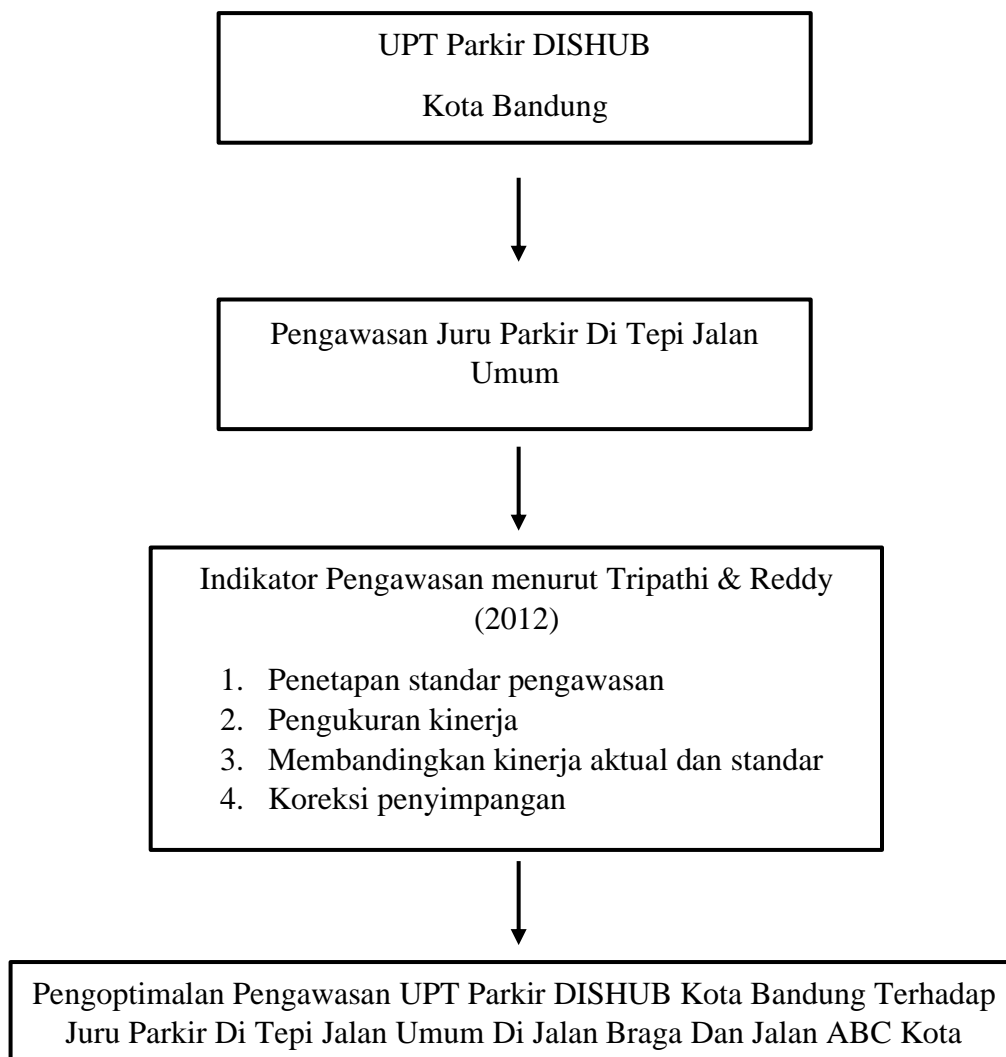 UPT Parkir DISHUB
Kota Bandung
Pengawasan Juru Parkir Di Tepi Jalan
Umum
Indikator Pengawasan menurut Tripathi & Reddy
(2012)
1. Penetapan standar pengawasan
2. Pengukuran kinerja
3. Membandingkan kinerja aktual dan standar
4. Koreksi penyimpangan
Pengoptimalan Pengawasan UPT Parkir DISHUB Kota Bandung Terhadap
Juru Parkir Di Tepi Jalan Umum Di Jalan Braga Dan Jalan ABC Kota